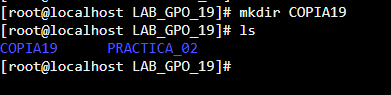 [root@localhost LAB_GPO_19]# mkdir COPIA19
[root@localhost LAB_GPO_19]# ls
COPIA19     PRACTICA_02
[root@localhost LAB_GPO_19]#